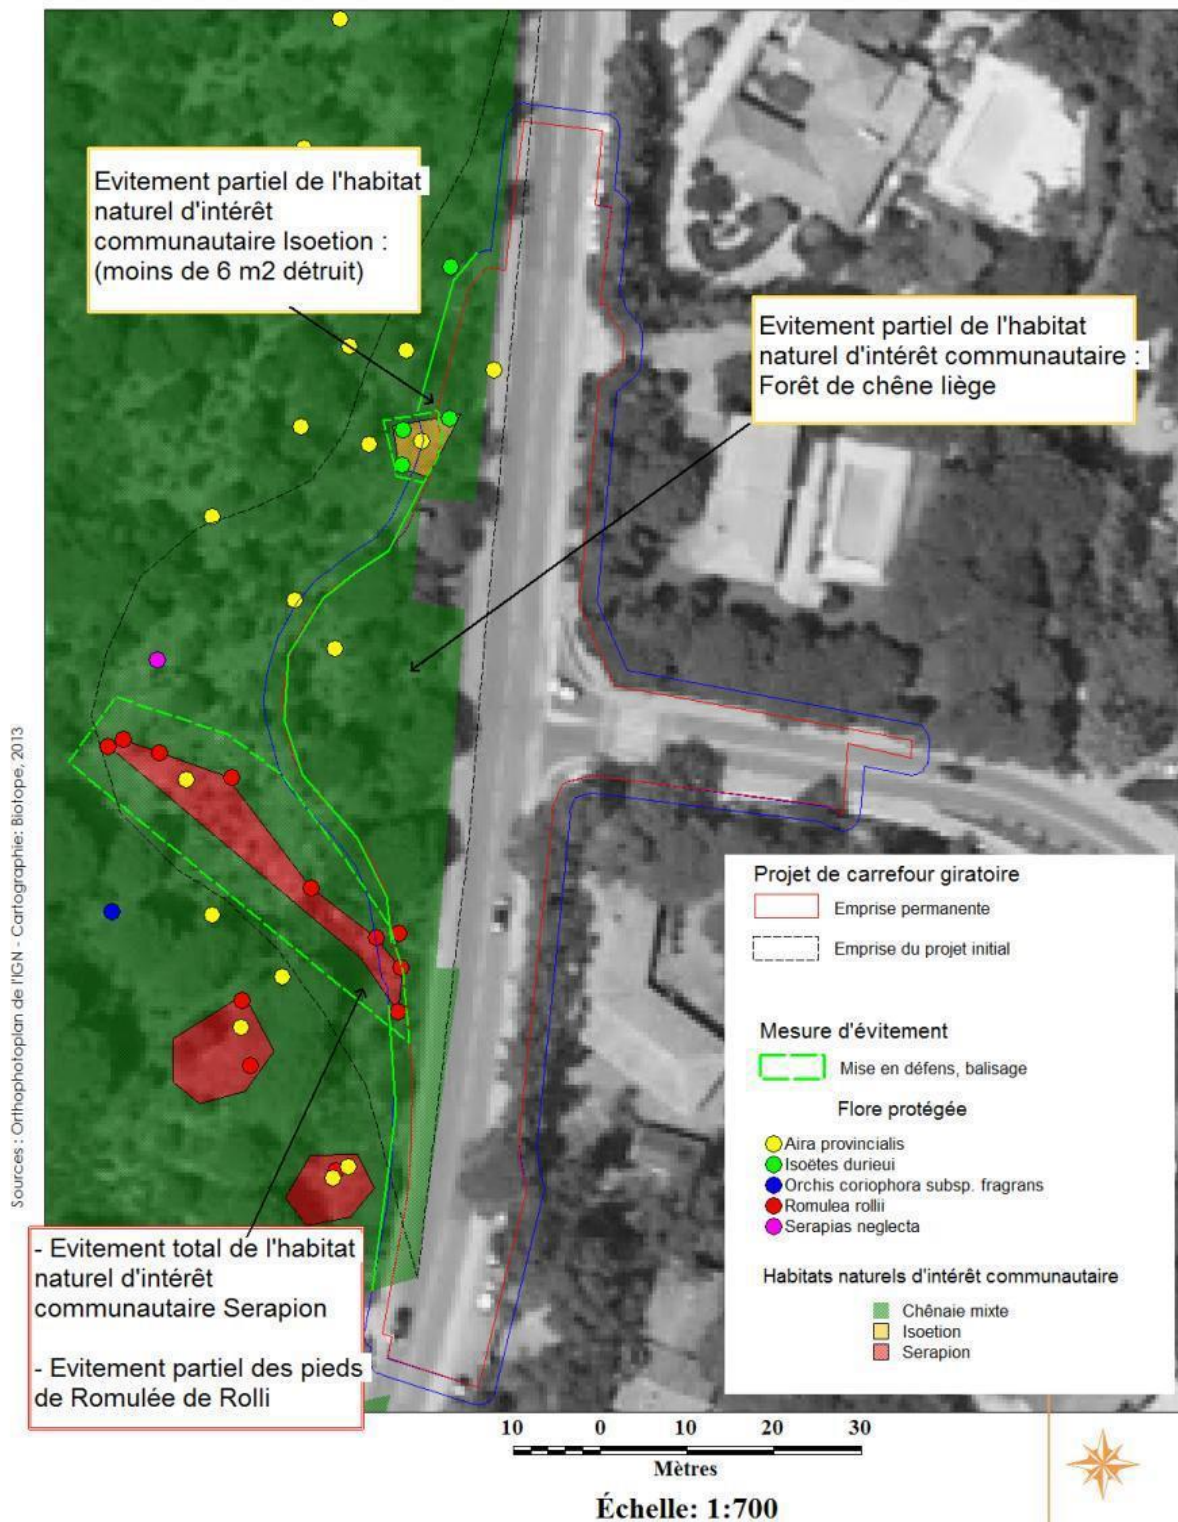 Evitement partiel de l'habitat
naturel d'intérêt
communautaire Isoetion :
(moins de 6 m2 détruit)
Evitement partiel de l'habitat
naturel d'intérêt communautaire :
Forêt de chêne liège
Sources : Orthophotoplan de l'IGN - Cartographie: Biotope, 2013
- Evitement total de l'habitat
naturel d'intérêt
communautaire Serapion
- Evitement partiel des pieds
de Romulée de Rolli
Projet de carrefour giratoire
Emprise permanente
Emprise du projet initial
Mesure d'évitement
Mise en défens, balisage
Flore protégée
Aira provincialis
Isoëtes durieui
Orchis coriophora subsp. fragrans
Romulea rollii
Serapias neglecta
Habitats naturels d'intérêt communautaire
Chênaie mixte
Isoetion
Serapion
10 0 10 20 30
Mètres
Échelle: 1:700